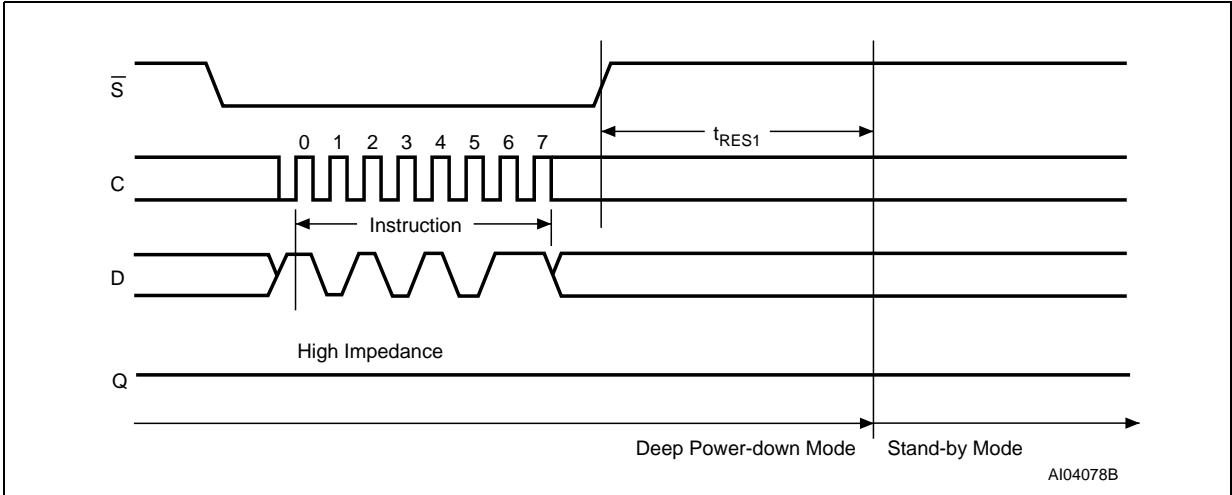 S̅
tRES1
0 1 2 3 4 5 6 7
C
Instruction
D
High Impedance
Q
Deep Power-down Mode Stand-by Mode
AI04078B